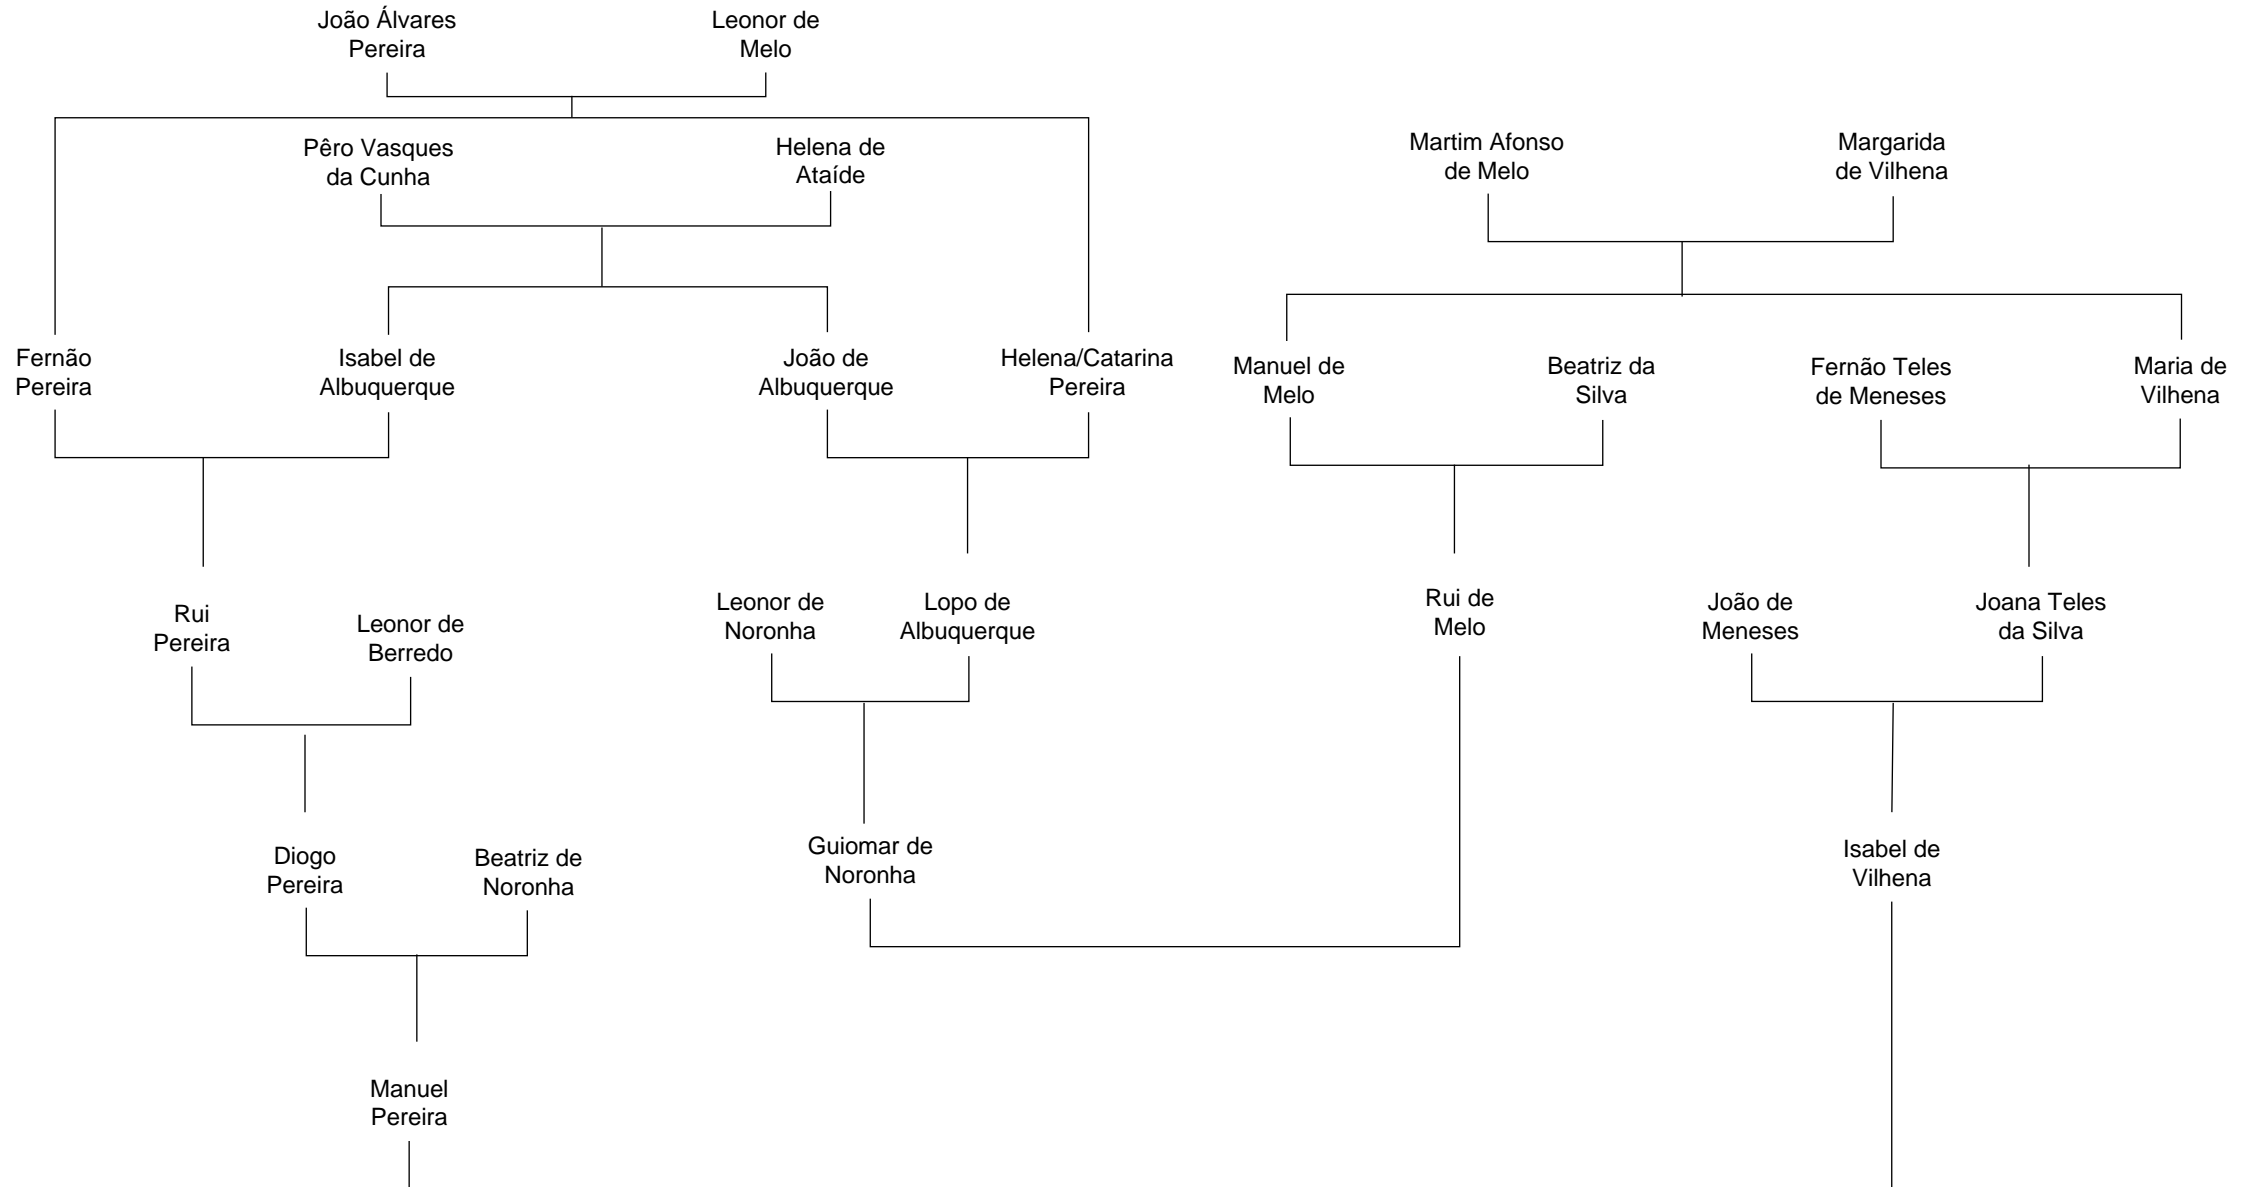 João Álvares
Pereira
Leonor de
Melo
Pêro Vasques
da Cunha
Helena de
Ataíde
Martim Afonso
de Melo
Margarida
de Vilhena
Fernão
Pereira
Isabel de
Albuquerque
João de
Albuquerque
Helena/Catarina
Pereira
Manuel de
Melo
Beatriz da
Silva
Fernão Teles
de Meneses
Maria de
Vilhena
Rui
Pereira
Leonor de
Berredo
Leonor de
Noronha
Lopo de
Albuquerque
Rui de
Melo
João de
Meneses
Joana Teles
da Silva
Diogo
Pereira
Beatriz de
Noronha
Guiomar de
Noronha
Isabel de
Vilhena
Manuel
Pereira